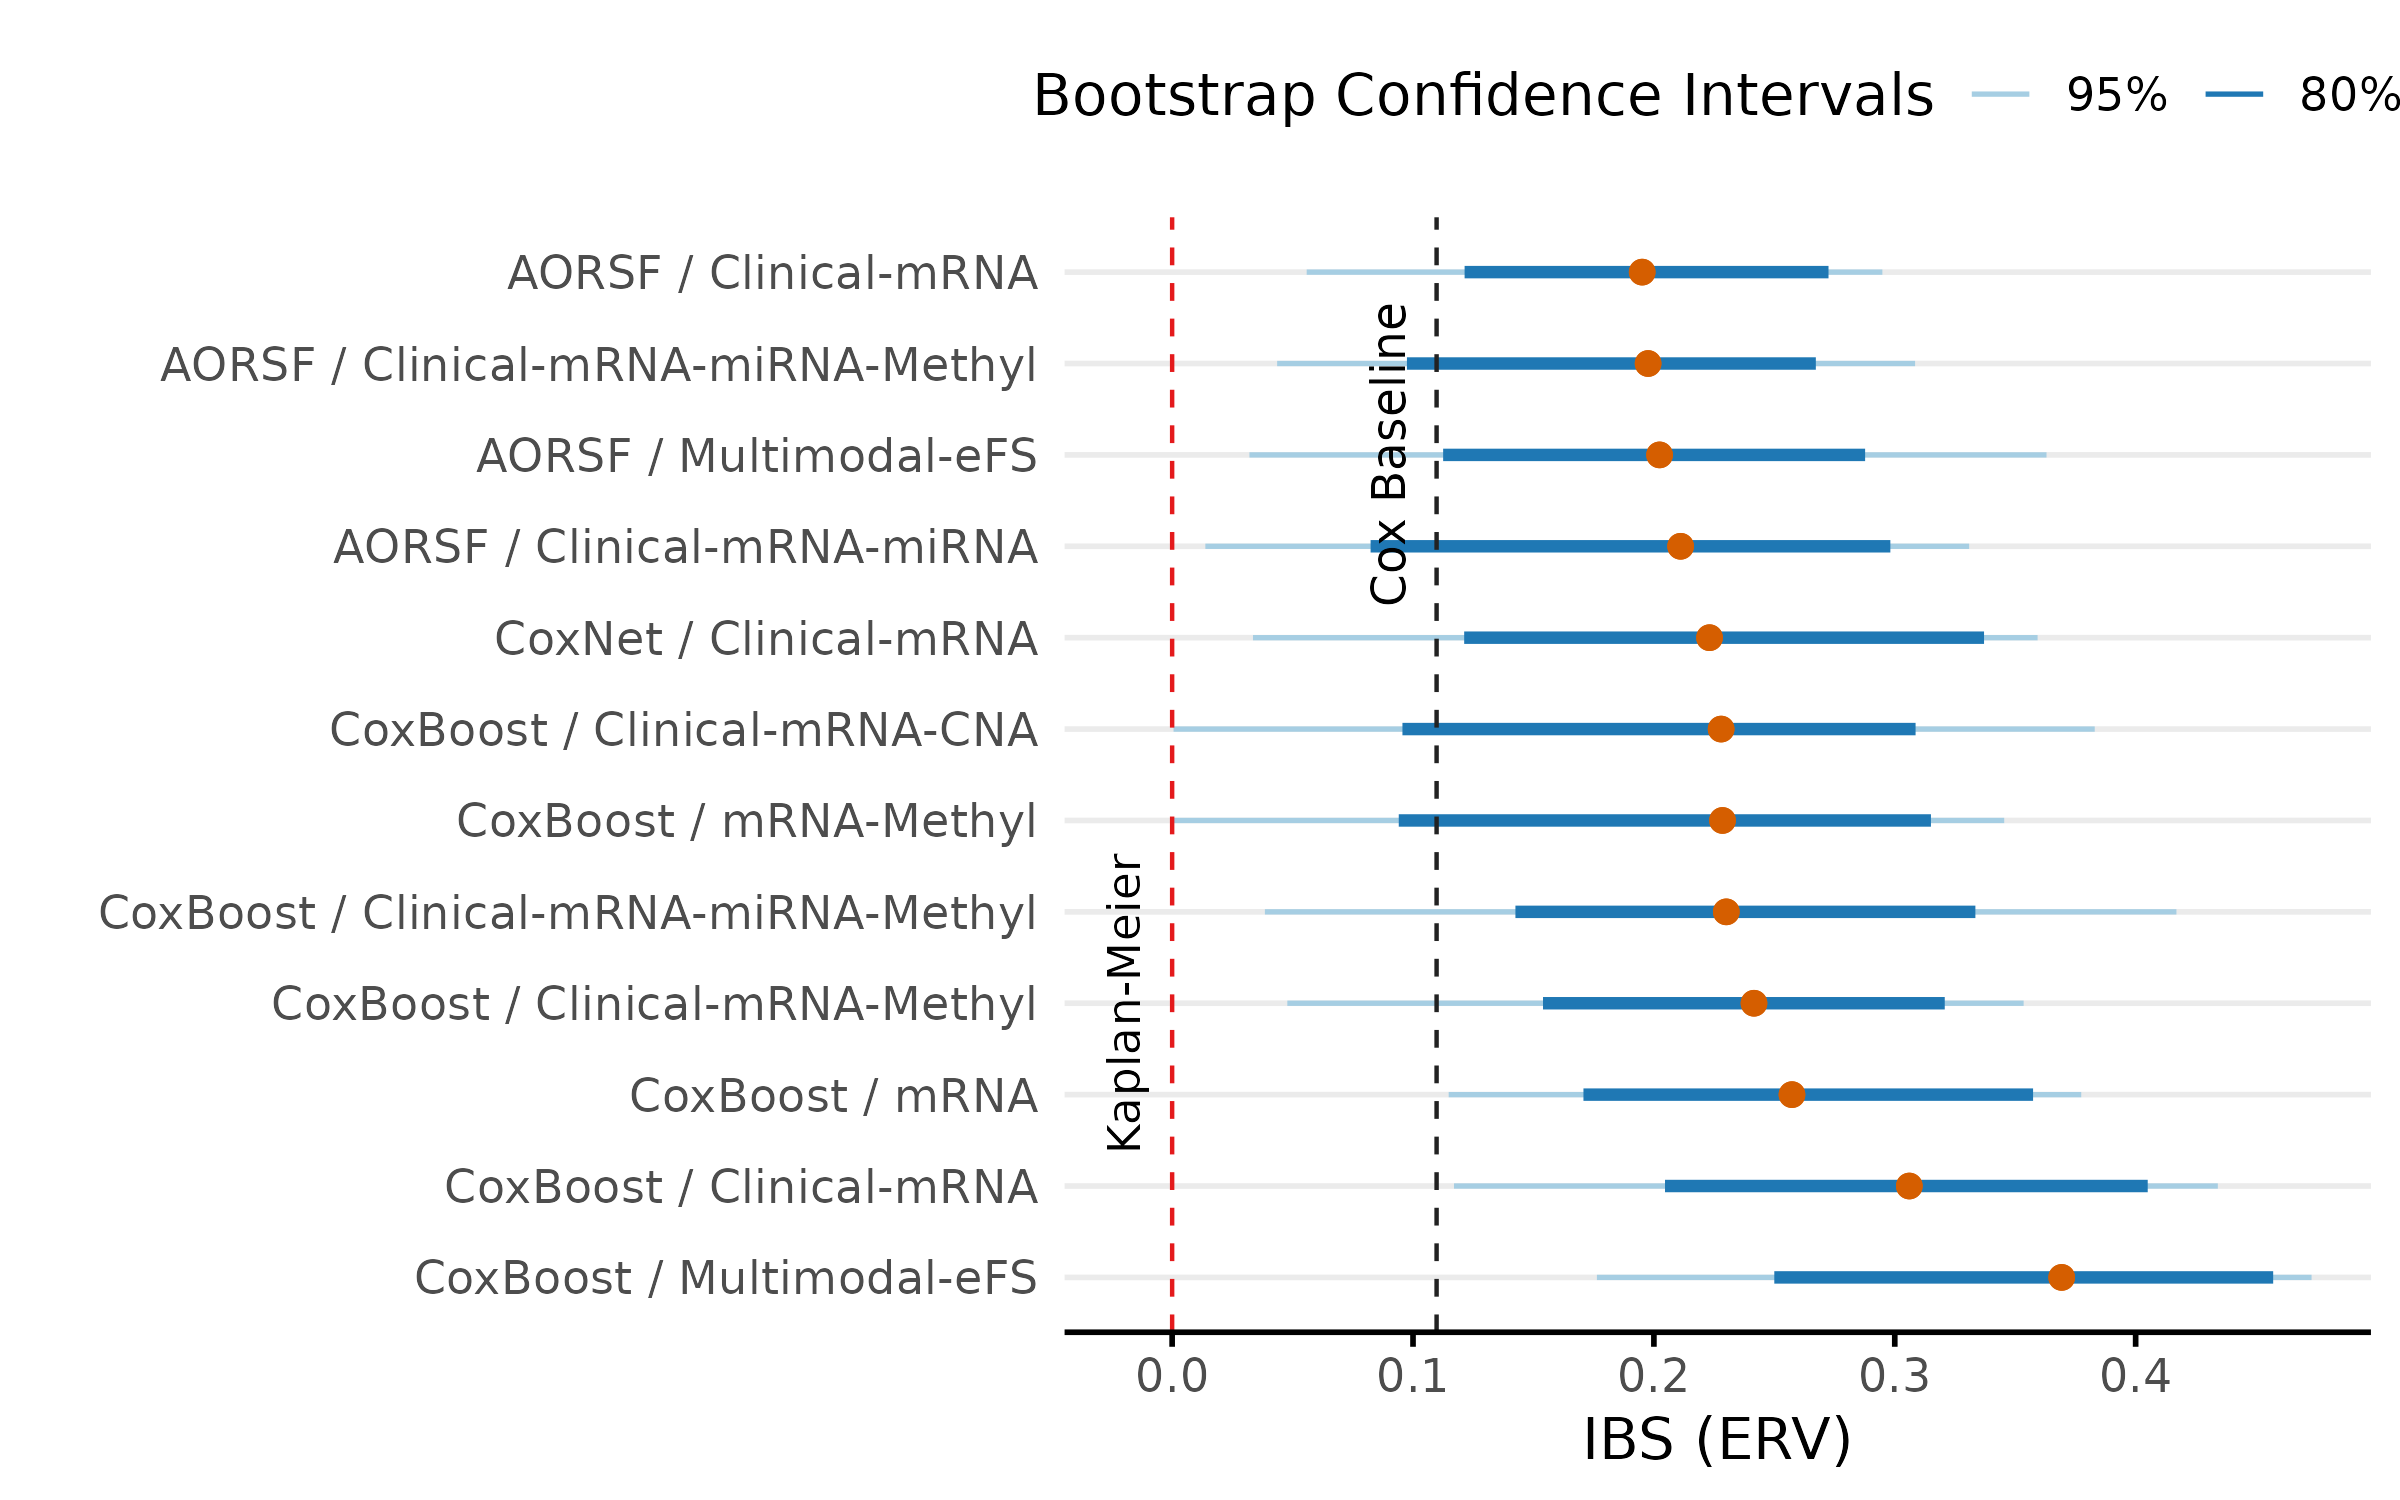 Bootstrap Confidence Intervals 95% 80%
AORSF / Clinical-mRNA
AORSF / Clinical-mRNA-miRNA-Methyl
AORSF / Multimodal-eFS
AORSF / Clinical-mRNA-miRNA
CoxNet / Clinical-mRNA
CoxBoost / Clinical-mRNA-CNA
CoxBoost / mRNA-Methyl
CoxBoost / Clinical-mRNA-miRNA-Methyl
CoxBoost / Clinical-mRNA-Methyl
CoxBoost / mRNA
CoxBoost / Clinical-mRNA
CoxBoost / Multimodal-eFS
Kaplan-Meier
Cox Baseline
0.0 0.1 0.2 0.3 0.4
IBS (ERV)